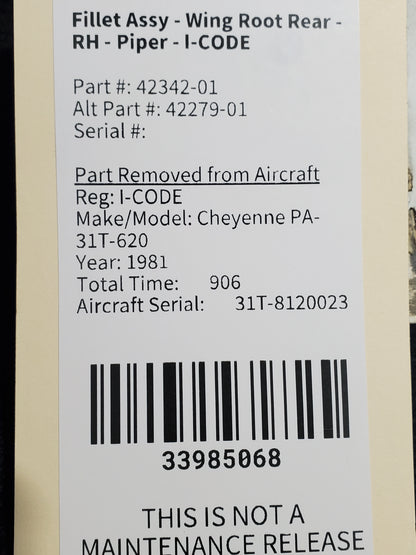 Fillet Assy - Wing Root Rear -
RH - Piper - I-CODE
Part #: 42342-01
Alt Part #: 42279-01
Serial #:
Part Removed from Aircraft
Reg: I-CODE
Make/Model: Cheyenne PA-
31T-620
Year: 1981
Total Time: 906
Aircraft Serial: 31T-8120023
33985068
THIS IS NOT A
MAINTENANCE RELEASE